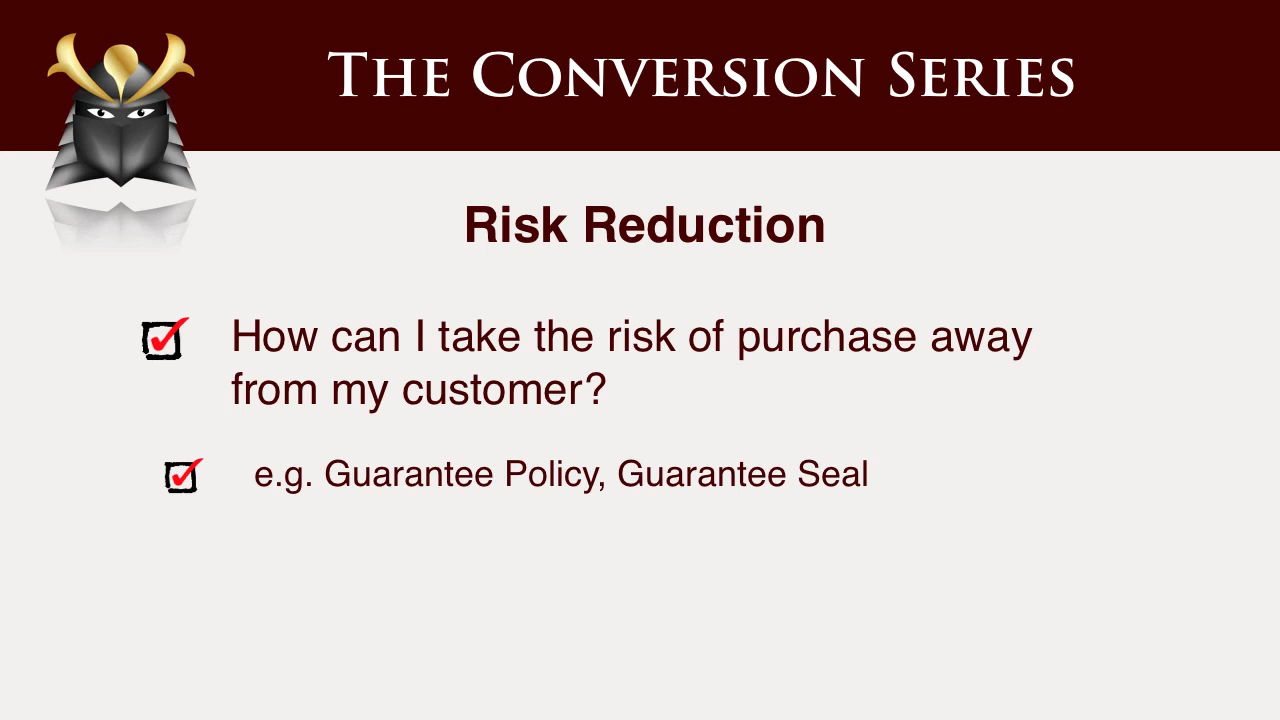 The Conversion Series
Risk Reduction
How can I take the risk of purchase away
from my customer?
e.g. Guarantee Policy, Guarantee Seal